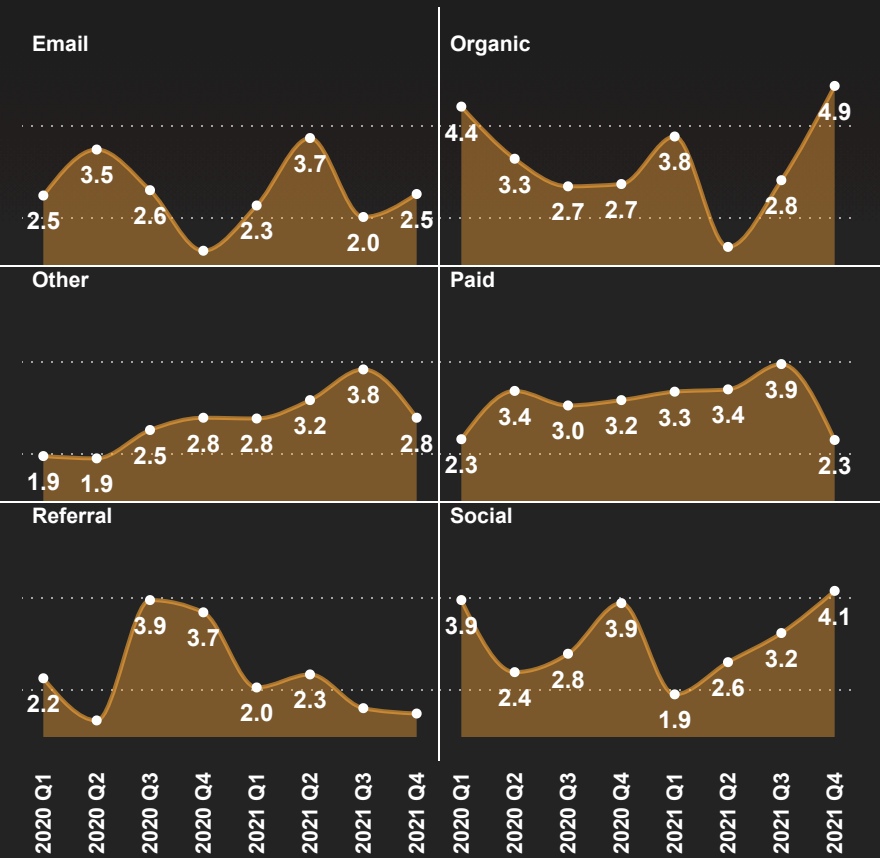 Email
3.5
3.7
2.5
2.6
2.3
2.0
2.5
Organic
4.4
4.9
3.3
3.8
2.7
2.7
2.8
Other
1.9
1.9
2.5
2.8
2.8
3.2
3.8
2.8
Paid
2.3
3.4
3.0
3.2
3.3
3.4
3.9
2.3
Referral
2.2
3.9
3.7
2.0
2.3
Social
3.9
2.4
2.8
3.9
1.9
2.6
3.2
4.1
2020 Q1
2020 Q2
2020 Q3
2020 Q4
2021 Q1
2021 Q2
2021 Q3
2021 Q4
2020 Q1
2020 Q2
2020 Q3
2020 Q4
2021 Q1
2021 Q2
2021 Q3
2021 Q4